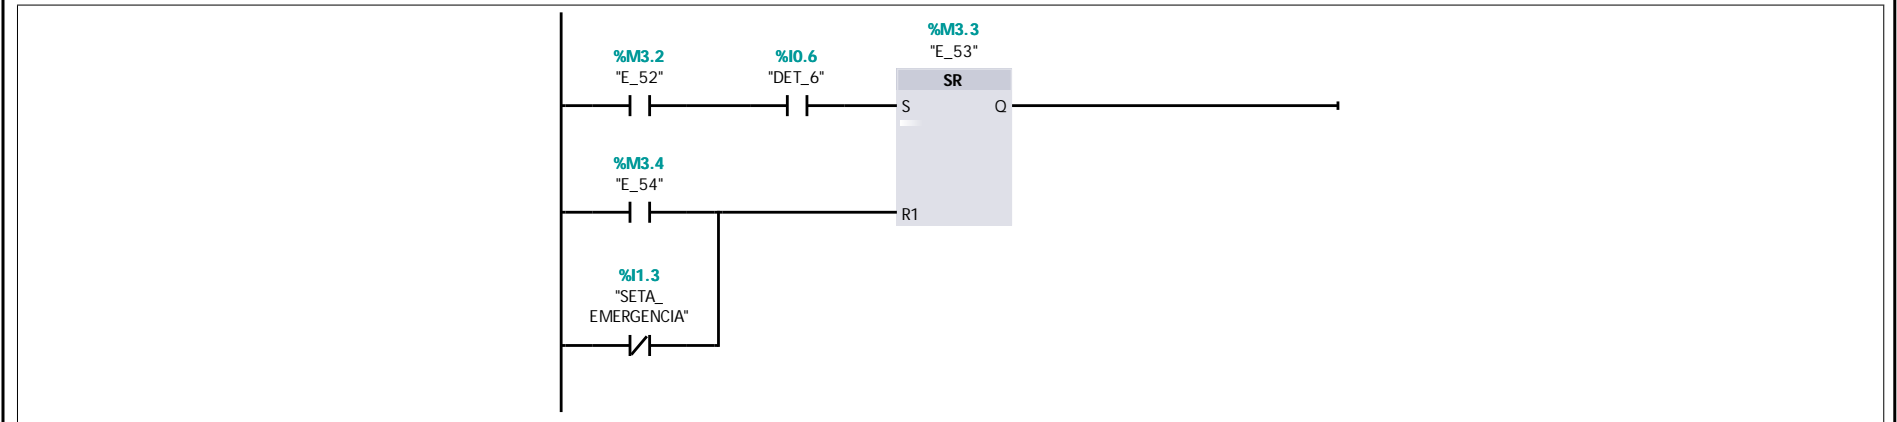 %M3.3
"E_53"
%M3.2
"E_52"
%I0.6
"DET_6"
SR
S
Q
%M3.4
"E_54"
R1
%I1.3
"SETA_
EMERGENCIA"